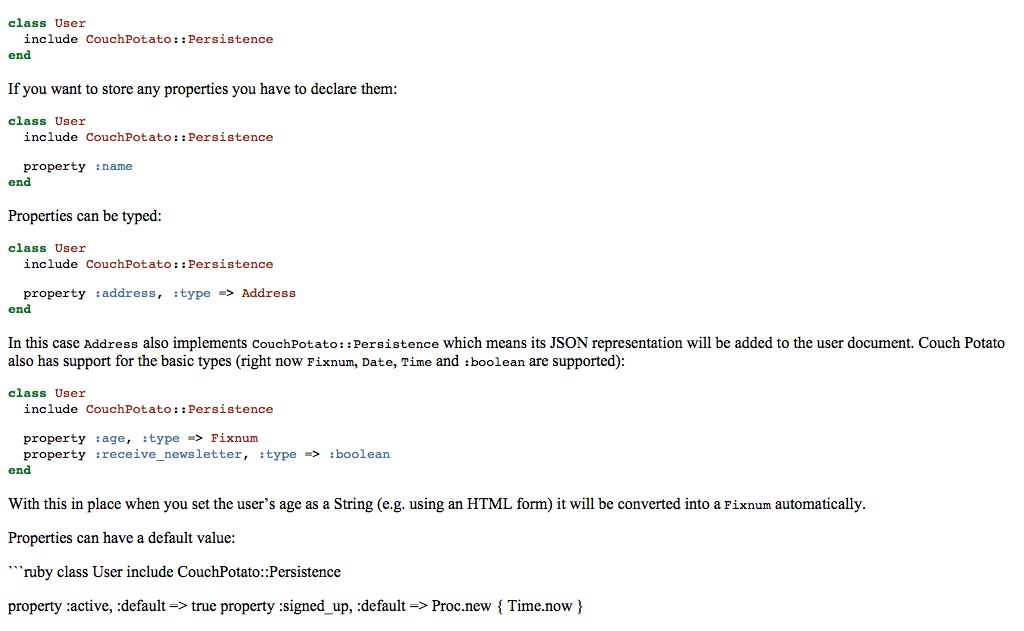 class User
  include CouchPotato::Persistence
end
If you want to store any properties you have to declare them:
class User
  include CouchPotato::Persistence
  property :name
end
Properties can be typed:
class User
  include CouchPotato::Persistence
  property :address, :type => Address
end
In this case Address also implements CouchPotato::Persistence which means its JSON representation will be added to the user document. Couch Potato
also has support for the basic types (right now Fixnum, Date, Time and :boolean are supported):
class User
  include CouchPotato::Persistence
  property :age, :type => Fixnum
  property :receive_newsletter, :type => :boolean
end
With this in place when you set the user’s age as a String (e.g. using an HTML form) it will be converted into a Fixnum automatically.
Properties can have a default value:
```ruby class User include CouchPotato::Persistence
property :active, :default => true property :signed_up, :default => Proc.new { Time.now }